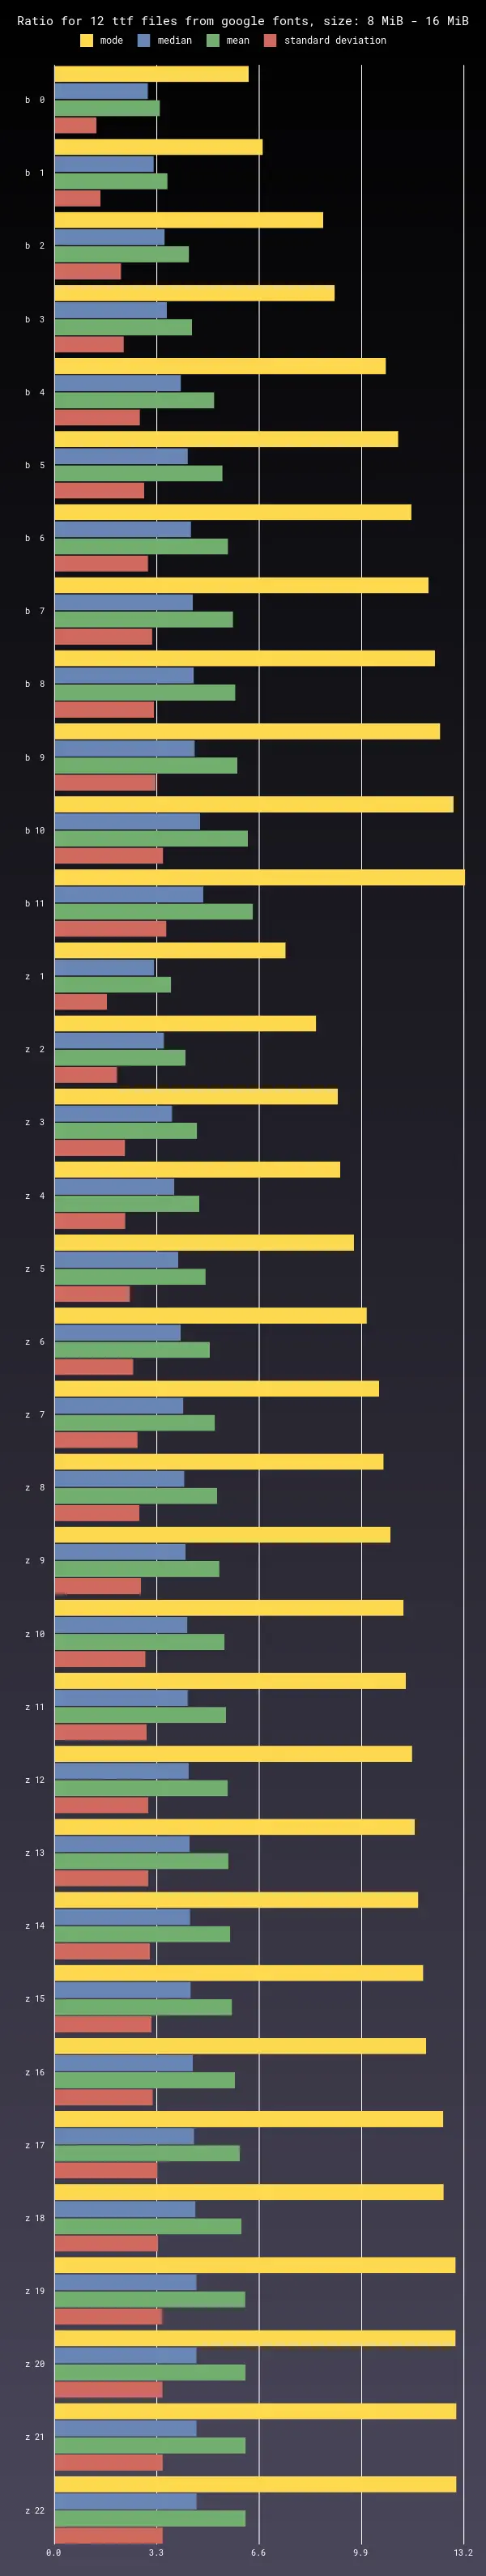 Ratio for 12 ttf files from google fonts, size: 8 MiB - 16 MiB
mode median mean standard deviation
b 0
b 1
b 2
b 3
b 4
b 5
b 6
b 7
b 8
b 9
b 10
b 11
z 1
z 2
z 3
z 4
z 5
z 6
z 7
z 8
z 9
z 10
z 11
z 12
z 13
z 14
z 15
z 16
z 17
z 18
z 19
z 20
z 21
z 22
0.0 3.3 6.6 9.9 13.2